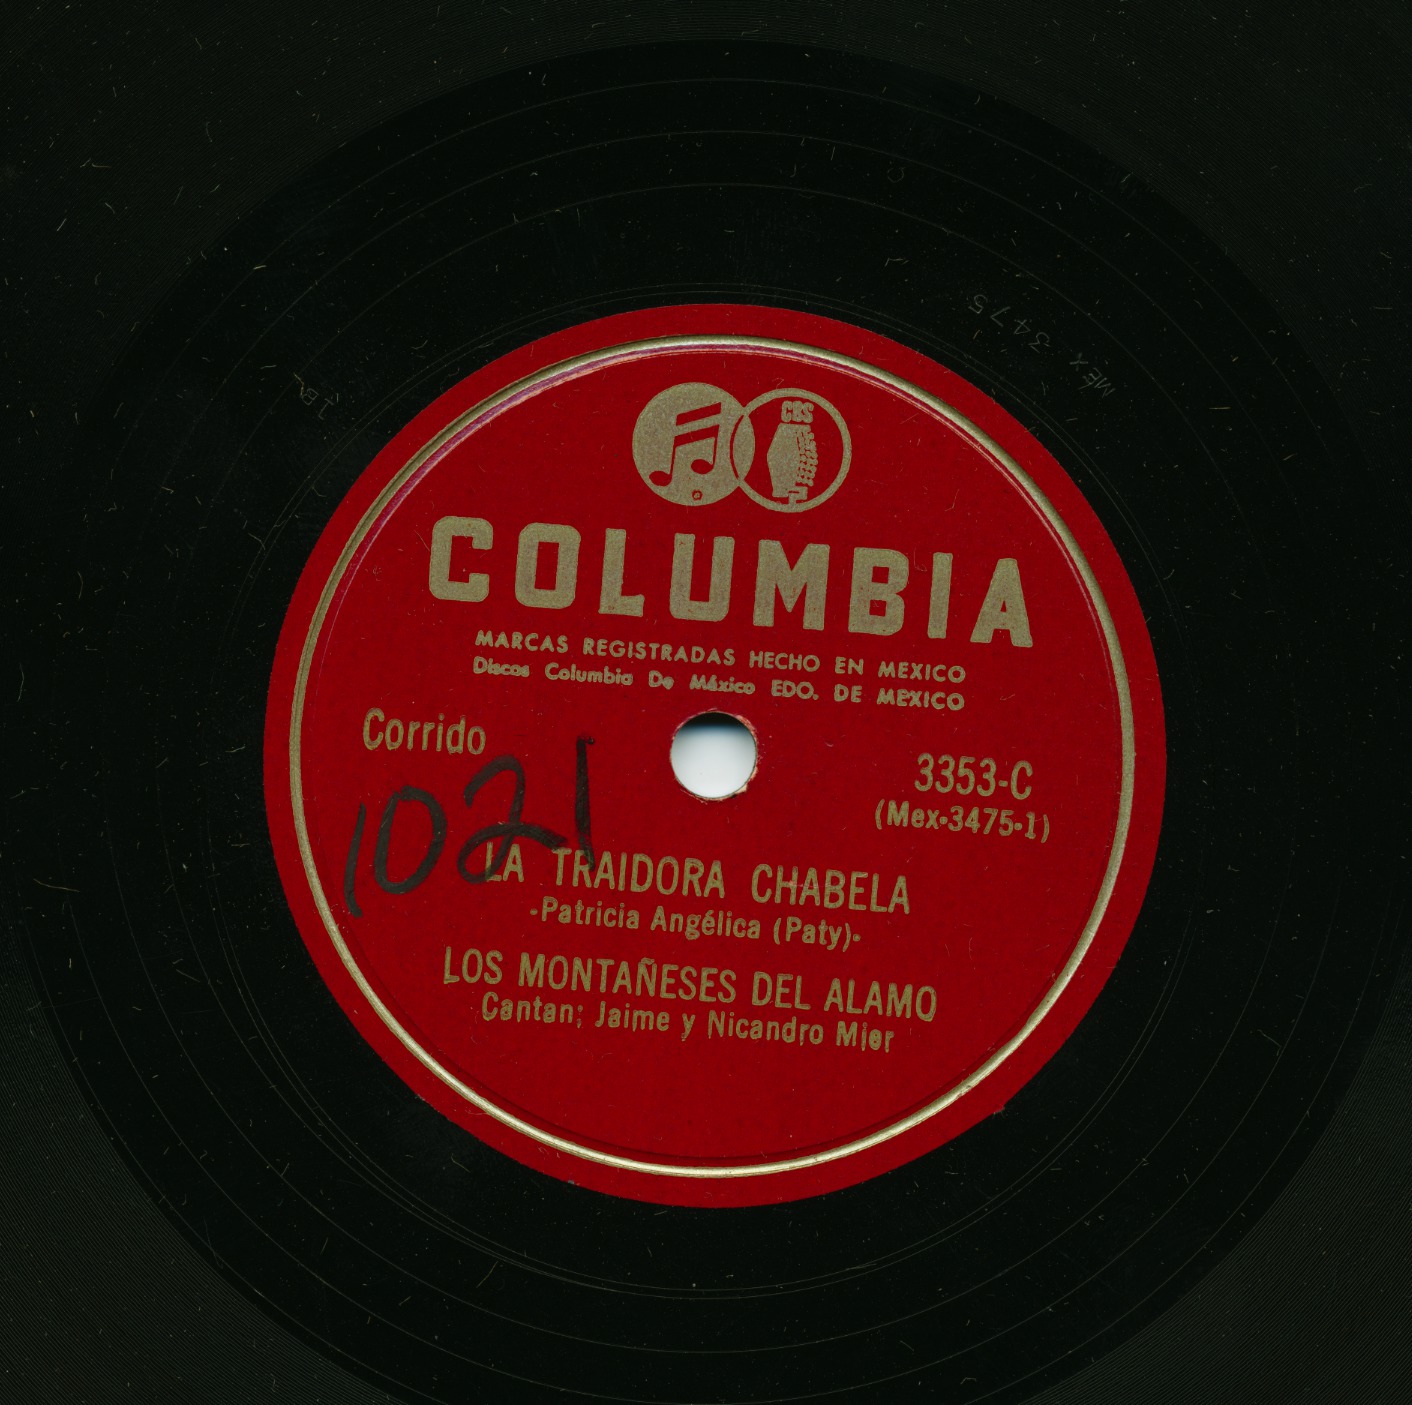 CBS
COLUMBIA
MARCAS REGISTRADAS HECHO EN MEXICO
Discos Columbia De México EDO. DE MEXICO
Corrido
1021
3353-C
(Mex•3475•1)
LA TRAIDORA CHABELA
-Patricia Angélica (Paty)-
LOS MONTAÑESES DEL ALAMO
Cantan; Jaime y Nicandro Mier
MEX 3475
1B